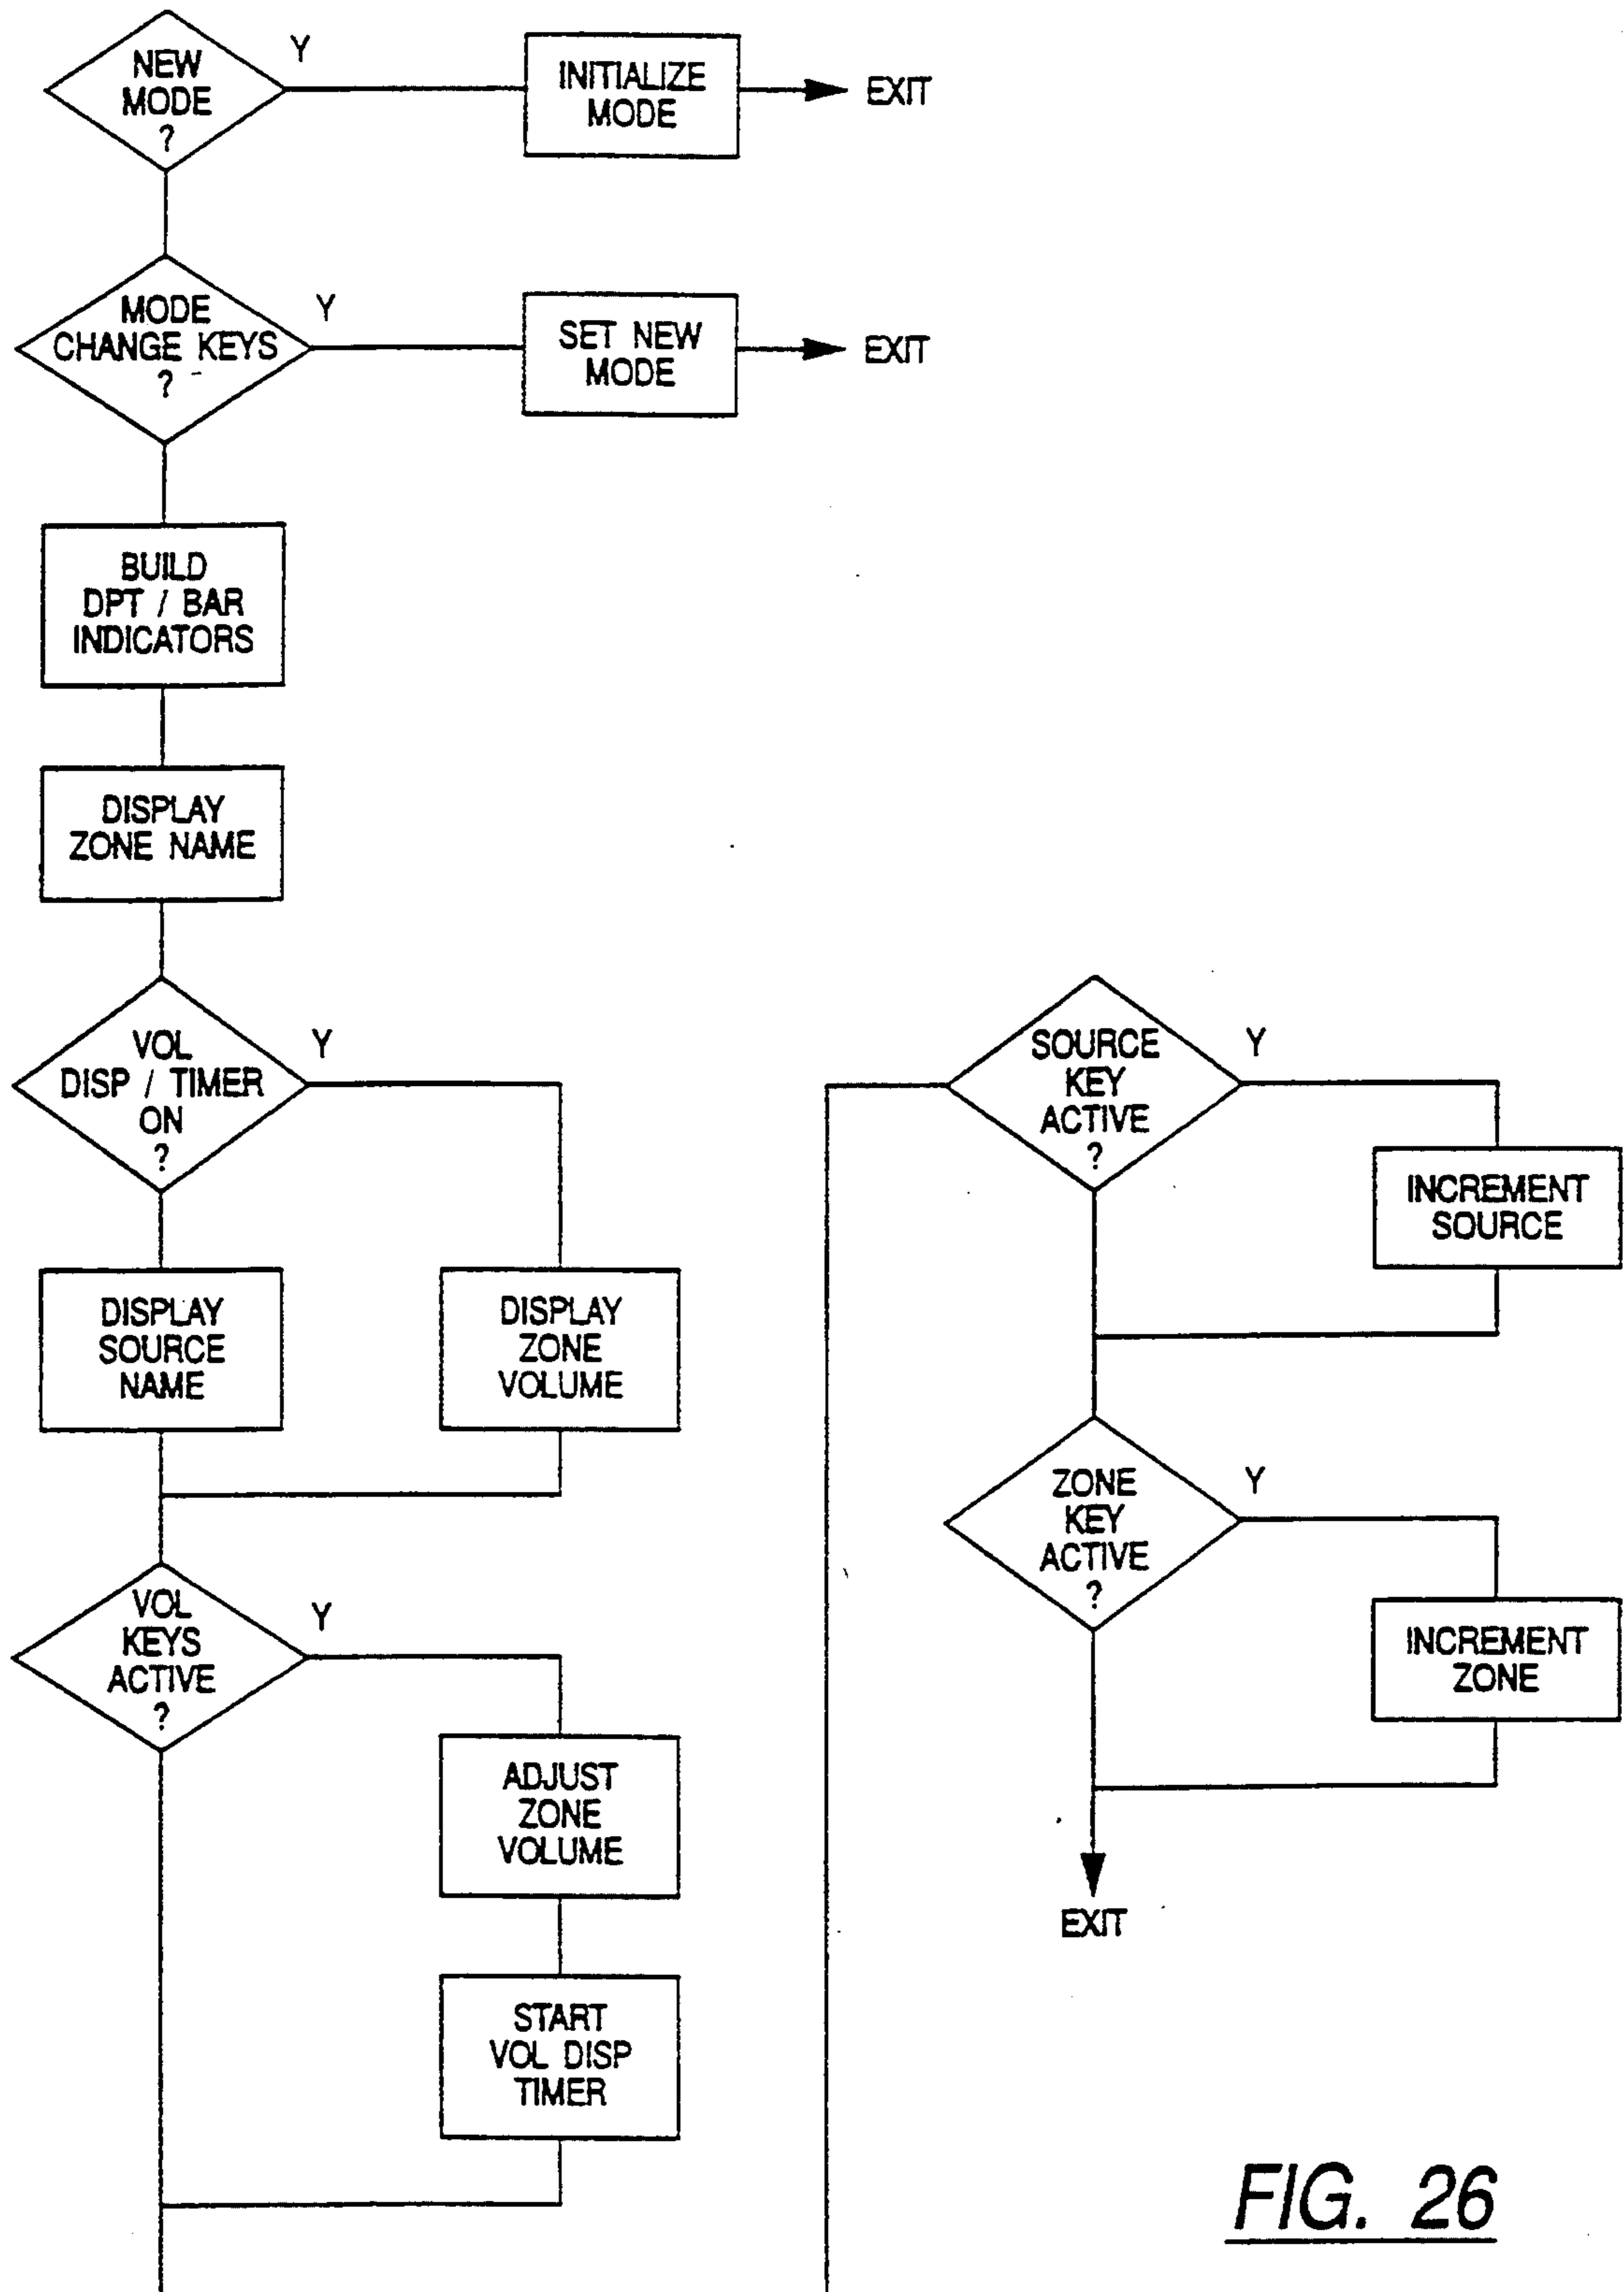 NEW
MODE
?
Y
INITIALIZE
MODE
EXIT
MODE
CHANGE KEYS
?
Y
SET NEW
MODE
EXIT
BUILD
DPT / BAR
INDICATORS
DISPLAY
ZONE NAME
VOL
DISP / TIMER
ON
?
Y
DISPLAY
SOURCE
NAME
DISPLAY
ZONE
VOLUME
VOL
KEYS
ACTIVE
?
Y
ADJUST
ZONE
VOLUME
START
VOL DISP
TIMER
SOURCE
KEY
ACTIVE
?
Y
INCREMENT
SOURCE
ZONE
KEY
ACTIVE
?
Y
INCREMENT
ZONE
EXIT
FIG. 26